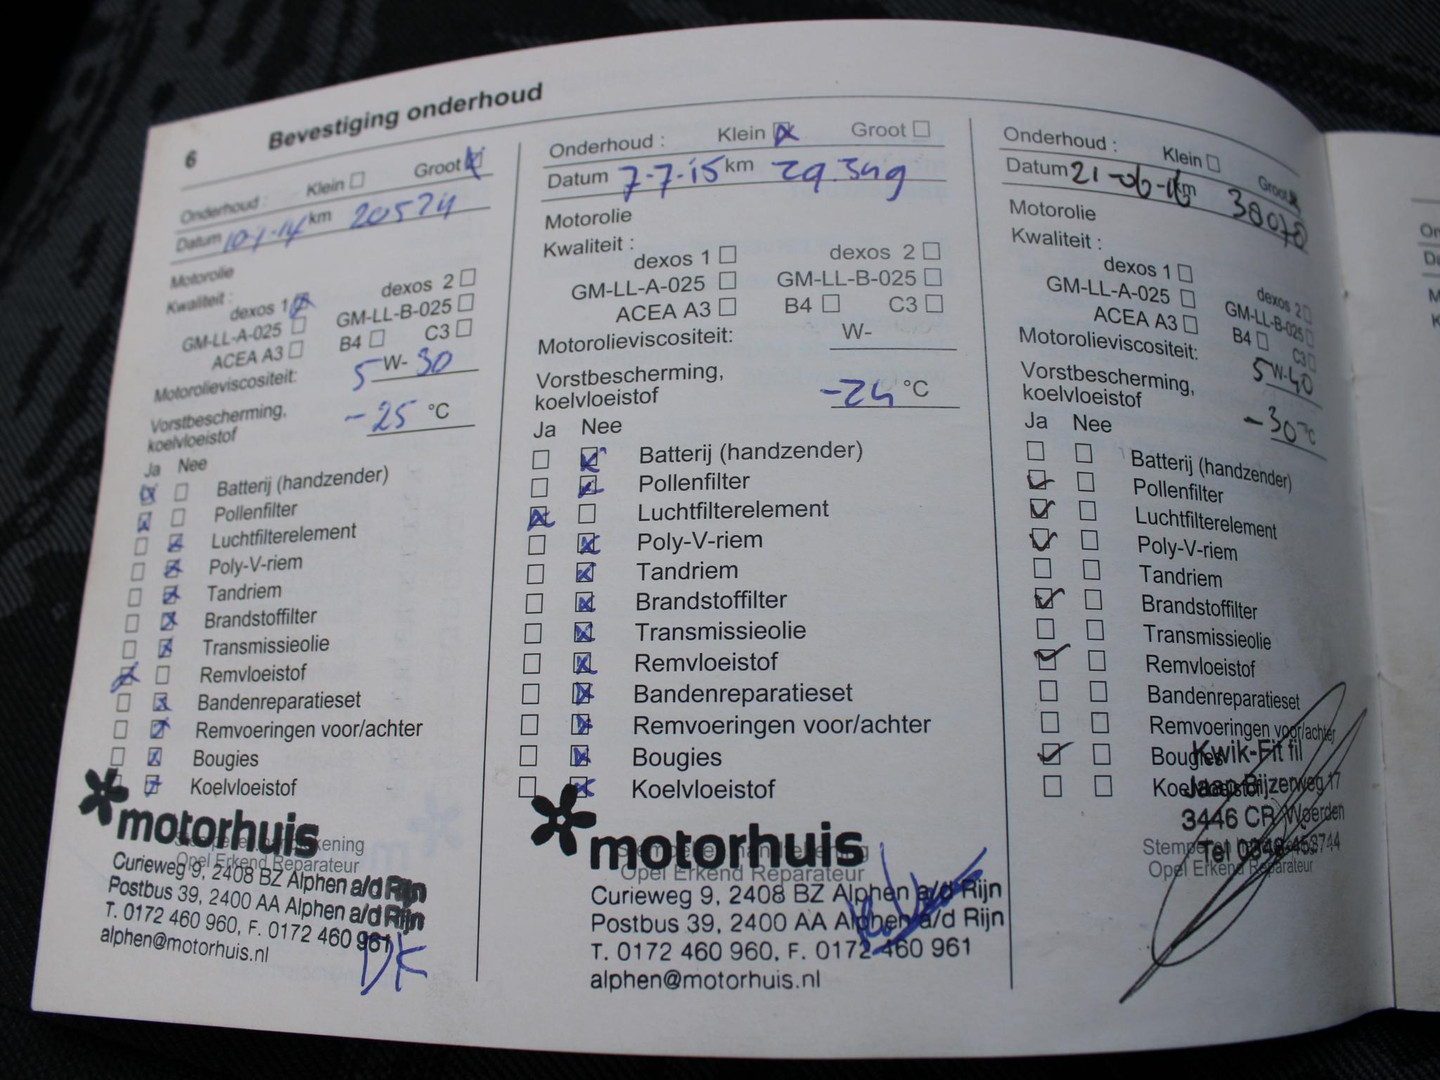 6 Bevestiging onderhoud
Onderhoud : Klein Groot
Datum 10-1-14 km 20574
Motorolie
Kwaliteit :
dexos 1 dexos 2
GM-LL-A-025 GM-LL-B-025
ACEA A3 B4 C3
Motorolieviscositeit: 5 W- 30
Vorstbescherming,
koelvloeistof -25 °C
Ja Nee
Batterij (handzender)
Pollenfilter
Luchtfilterelement
Poly-V-riem
Tandriem
Brandstoffilter
Transmissieolie
Remvloeistof
Bandenreparatieset
Remvoeringen voor/achter
Bougies
Koelvloeistof
motorhuis
Opel Erkend Reparateur
Curieweg 9, 2408 BZ Alphen a/d Rijn
Postbus 39, 2400 AA Alphen a/d Rijn
T. 0172 460 960, F. 0172 460 961
alphen@motorhuis.nl
DK
Onderhoud : Klein Groot
Datum 7-7-15 km 29.349
Motorolie
Kwaliteit :
dexos 1 dexos 2
GM-LL-A-025 GM-LL-B-025
ACEA A3 B4 C3
Motorolieviscositeit: W-
Vorstbescherming,
koelvloeistof -24 °C
Ja Nee
Batterij (handzender)
Pollenfilter
Luchtfilterelement
Poly-V-riem
Tandriem
Brandstoffilter
Transmissieolie
Remvloeistof
Bandenreparatieset
Remvoeringen voor/achter
Bougies
Koelvloeistof
motorhuis
Opel Erkend Reparateur
Curieweg 9, 2408 BZ Alphen a/d Rijn
Postbus 39, 2400 AA Alphen a/d Rijn
T. 0172 460 960, F. 0172 460 961
alphen@motorhuis.nl
Onderhoud : Klein Groot
Datum 21-06-16 km 38078
Motorolie
Kwaliteit :
dexos 1 dexos 2
GM-LL-A-025 GM-LL-B-025
ACEA A3 B4 C3
Motorolieviscositeit: 5 W- 40
Vorstbescherming,
koelvloeistof -30 °C
Ja Nee
Batterij (handzender)
Pollenfilter
Luchtfilterelement
Poly-V-riem
Tandriem
Brandstoffilter
Transmissieolie
Remvloeistof
Bandenreparatieset
Remvoeringen voor/achter
Bougies
Koelvloeistof
Kwik-Fit fil
Jaap Bijzerweg 17
3446 CR Woerden
Opel Erkend Reparateur